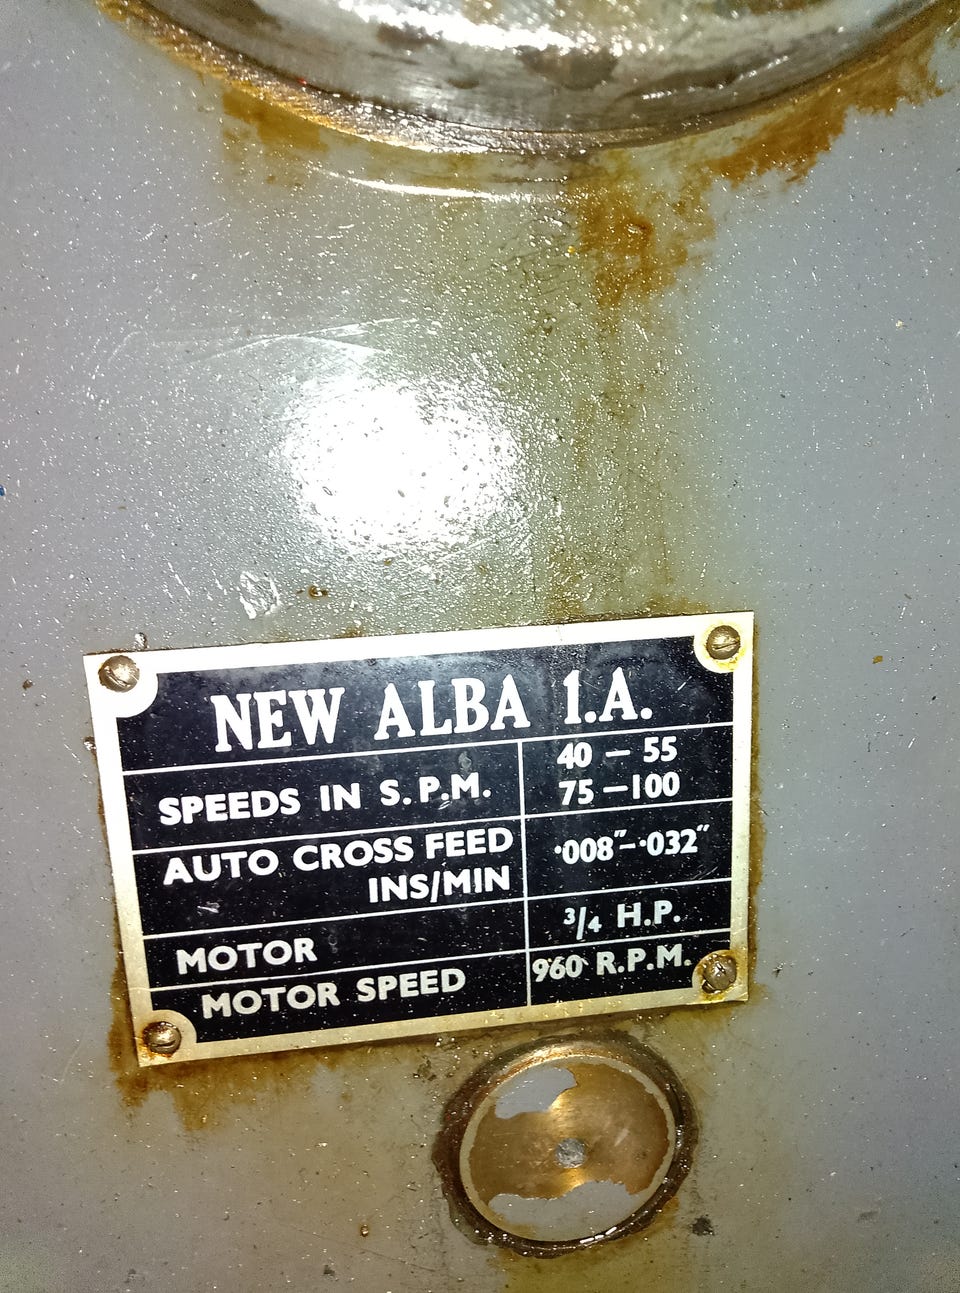 NEW ALBA 1.A.
SPEEDS IN S.P.M.
40 – 55
75 – 100
AUTO CROSS FEED
INS/MIN
·008" – ·032"
MOTOR
3/4 H.P.
MOTOR SPEED
960 R.P.M.